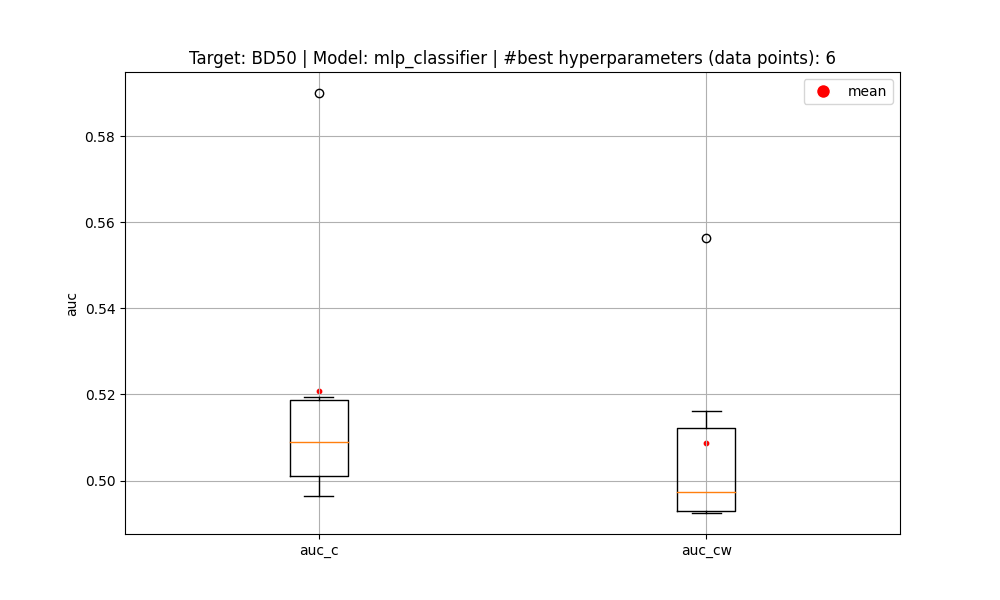 Target: BD50 | Model: mlp_classifier | #best hyperparameters (data points): 6
mean
0.58
0.56
0.54
0.52
0.50
auc
auc_c
auc_cw